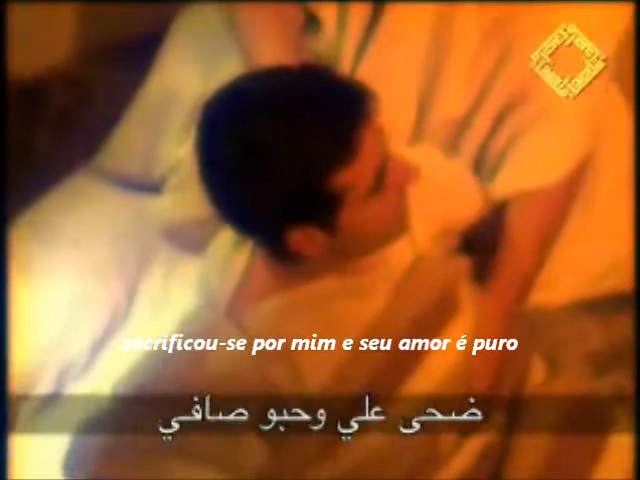 sacrificou-se por mim e seu amor é puro
ضحى علي وحبو صافي